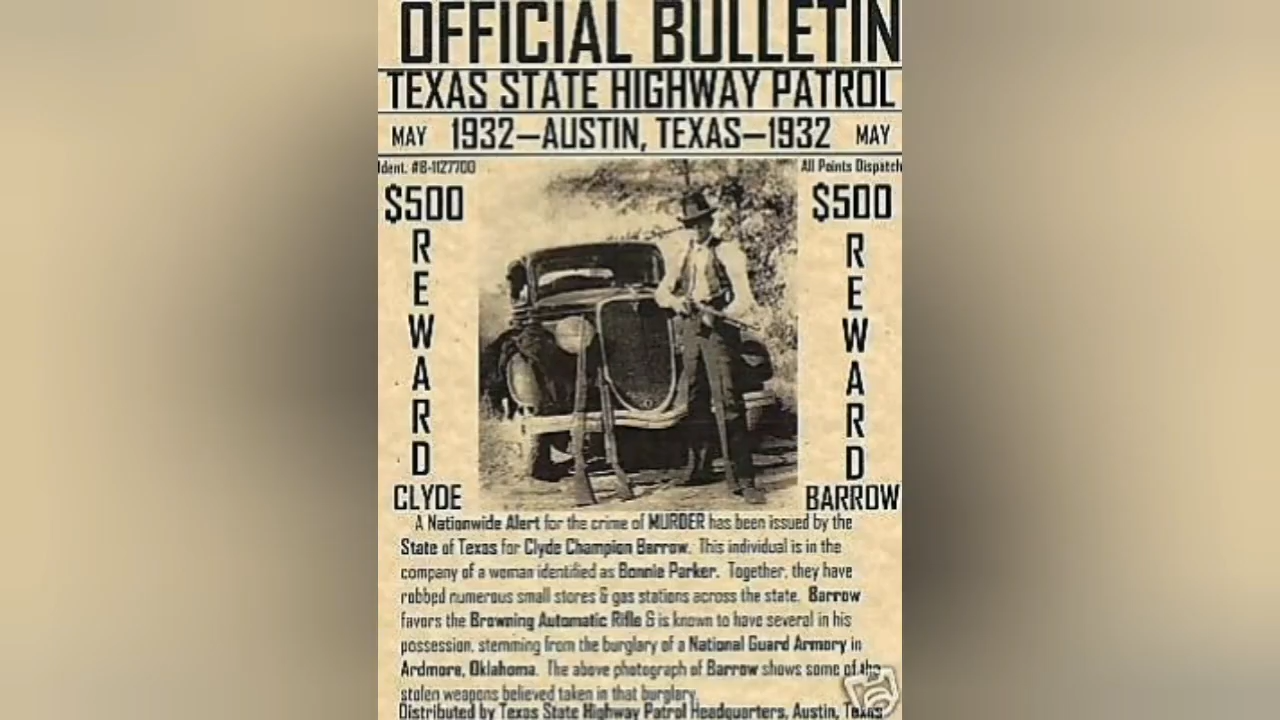 OFFICIAL BULLETIN
TEXAS STATE HIGHWAY PATROL
MAY 1932—AUSTIN, TEXAS—1932 MAY
Ident. #B-1127700
All Points Dispatch
$500
REWARD
CLYDE
$500
REWARD
BARROW
A Nationwide Alert for the crime of MURDER has been issued by the
State of Texas for Clyde Champion Barrow. This individual is in the
company of a woman identified as Bonnie Parker. Together, they have
robbed numerous small stores & gas stations across the state. Barrow
favors the Browning Automatic Rifle & is known to have several in his
possession, stemming from the burglary of a National Guard Armory in
Ardmore, Oklahoma. The above photograph of Barrow shows some of the
stolen weapons believed taken in that burglary.
Distributed by Texas State Highway Patrol Headquarters, Austin, Texas